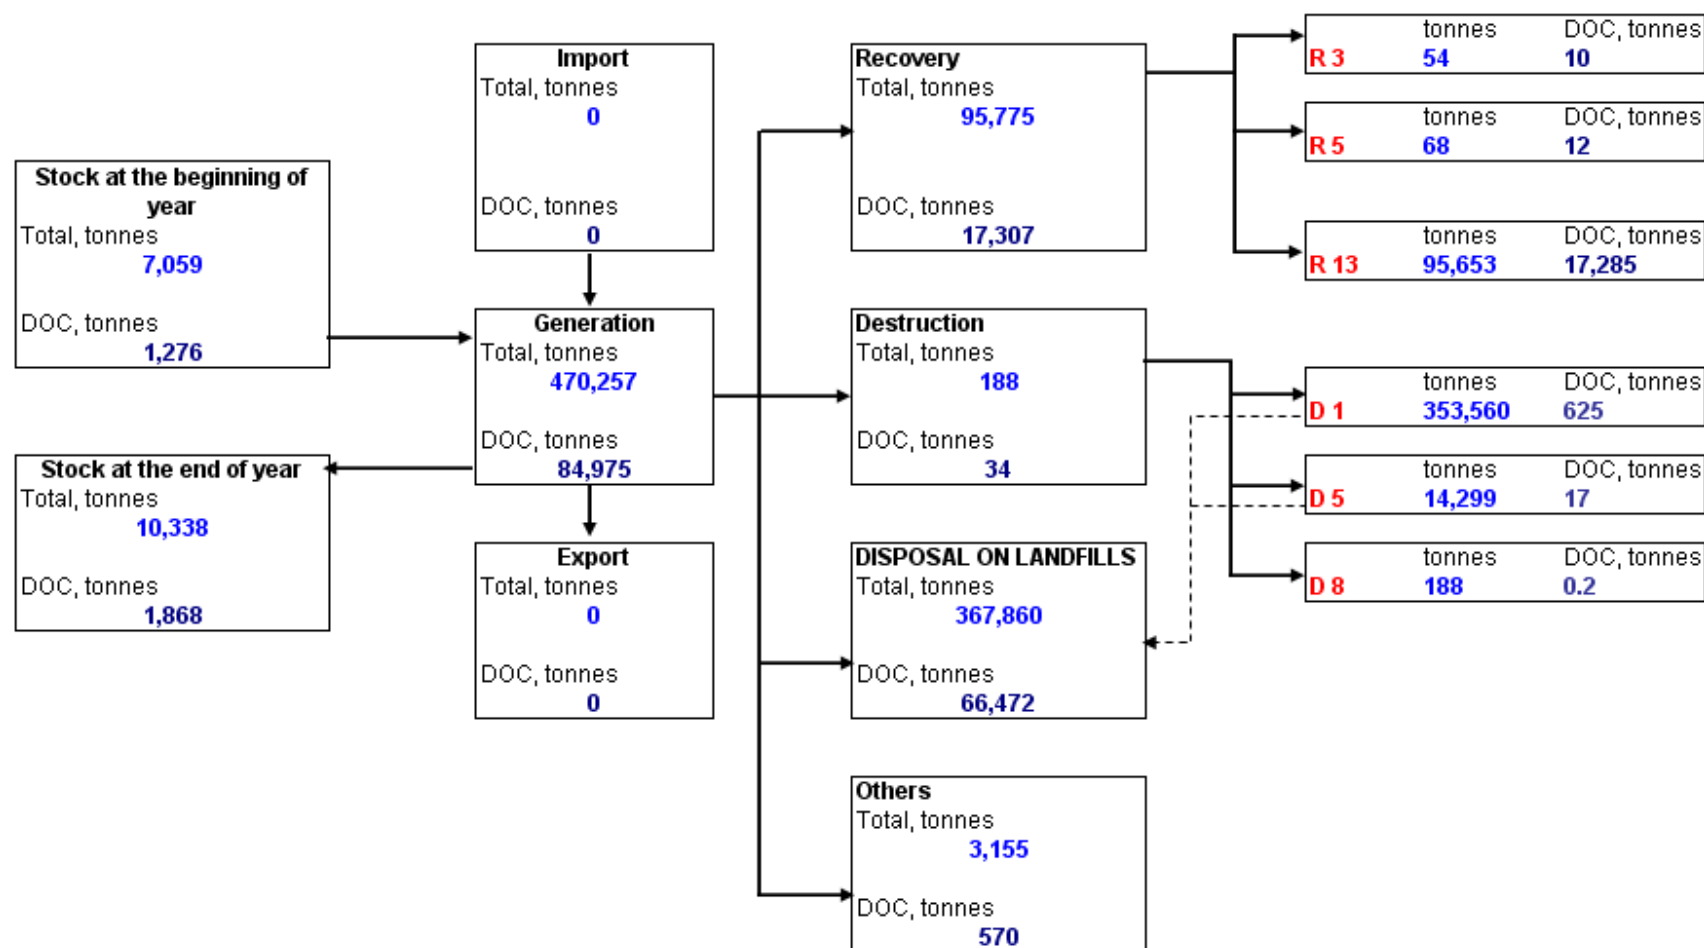 Stock at the beginning of
year
Total, tonnes
7,059
DOC, tonnes
1,276
Stock at the end of year
Total, tonnes
10,338
DOC, tonnes
1,868
Import
Total, tonnes
0
DOC, tonnes
0
Generation
Total, tonnes
470,257
DOC, tonnes
84,975
Export
Total, tonnes
0
DOC, tonnes
0
Recovery
Total, tonnes
95,775
DOC, tonnes
17,307
Destruction
Total, tonnes
188
DOC, tonnes
34
DISPOSAL ON LANDFILLS
Total, tonnes
367,860
DOC, tonnes
66,472
Others
Total, tonnes
3,155
DOC, tonnes
570
tonnes DOC, tonnes
R 3 54 10
tonnes DOC, tonnes
R 5 68 12
tonnes DOC, tonnes
R 13 95,653 17,285
tonnes DOC, tonnes
D 1 353,560 625
tonnes DOC, tonnes
D 5 14,299 17
tonnes DOC, tonnes
D 8 188 0.2